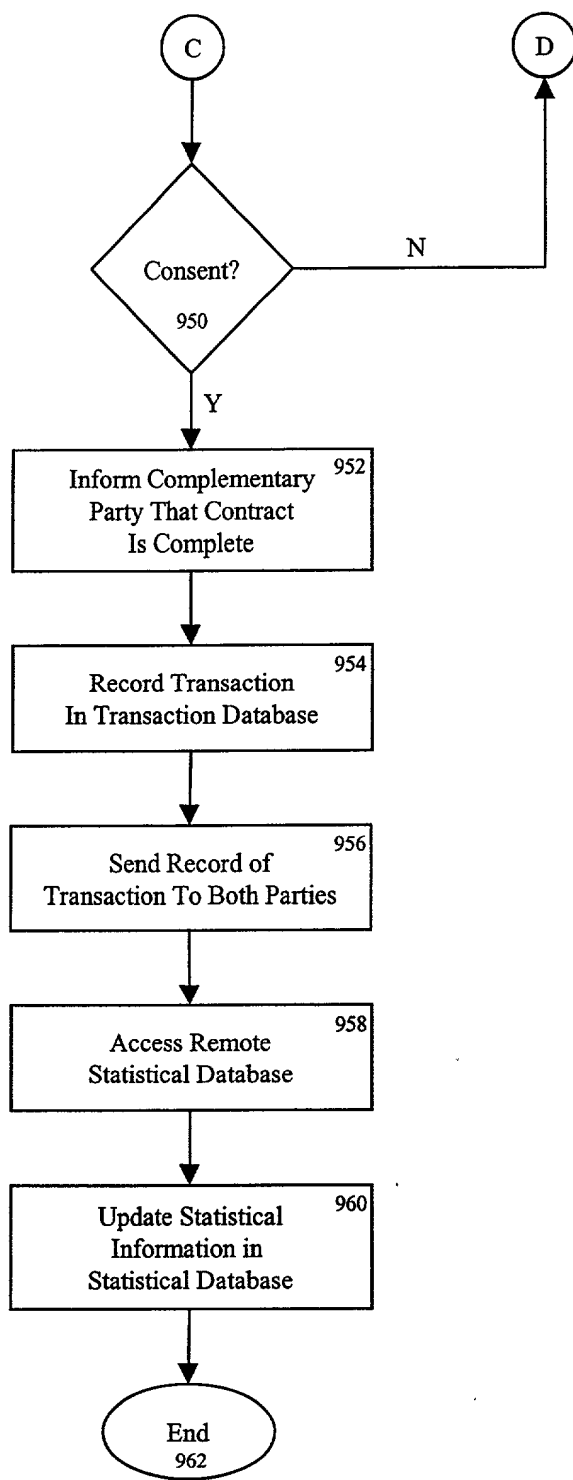 C
D
Consent?
950
N
Y
952
Inform Complementary
Party That Contract
Is Complete
954
Record Transaction
In Transaction Database
956
Send Record of
Transaction To Both Parties
958
Access Remote
Statistical Database
960
Update Statistical
Information in
Statistical Database
End
962